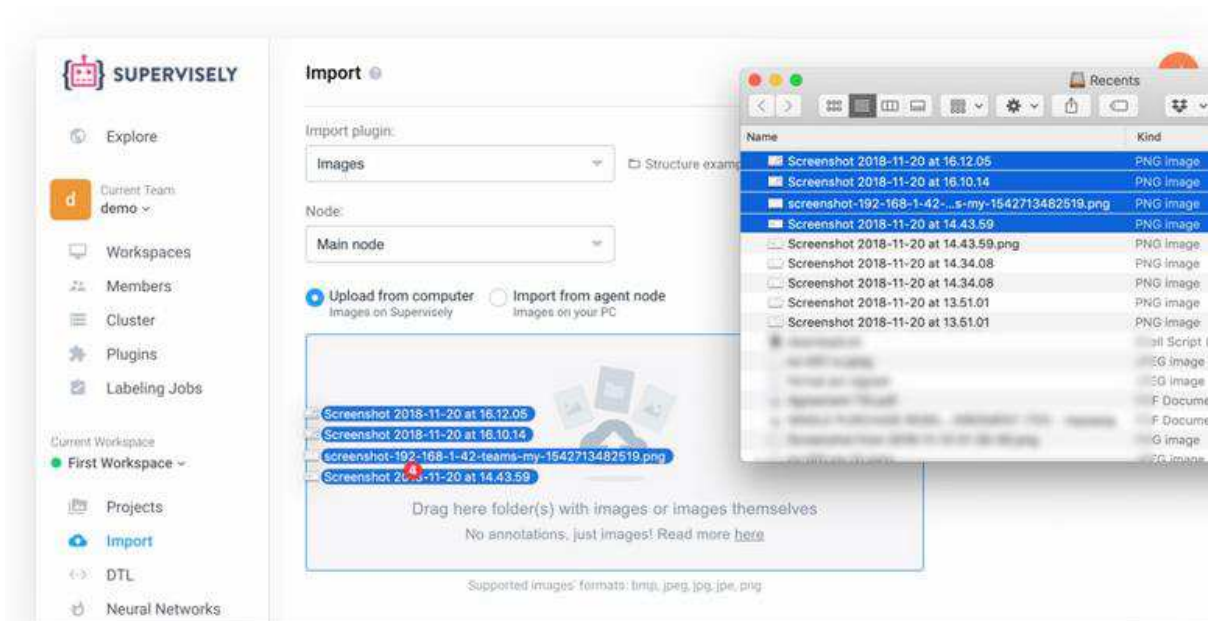 SUPERVISELY
Explore
Current Team
d
demo
Workspaces
Members
Cluster
Plugins
Labeling Jobs
Current Workspace
First Workspace
Projects
Import
DTL
Neural Networks
Import
Import plugin:
Images
Structure examp
Node:
Main node
Upload from computer
Images on Supervisely
Import from agent node
Images on your PC
Screenshot 2018-11-20 at 16.12.05
Screenshot 2018-11-20 at 16.10.14
screenshot-192-168-1-42-teams-my-1542713482519.png
Screenshot 2018-11-20 at 14.43.59
4
Drag here folder(s) with images or images themselves
No annotations, just images! Read more here
Supported images' formats: bmp, jpeg, jpg, jpe, png
Recents
Name Kind
Screenshot 2018-11-20 at 16.12.05 PNG image
Screenshot 2018-11-20 at 16.10.14 PNG image
screenshot-192-168-1-42-...s-my-1542713482519.png PNG image
Screenshot 2018-11-20 at 14.43.59 PNG image
Screenshot 2018-11-20 at 14.43.59.png PNG image
Screenshot 2018-11-20 at 14.34.08 PNG image
Screenshot 2018-11-20 at 14.34.08 PNG image
Screenshot 2018-11-20 at 13.51.01 PNG image
Screenshot 2018-11-20 at 13.51.01 PNG image
ell Script
EG image
EG image
F Docume
F Docume
G image